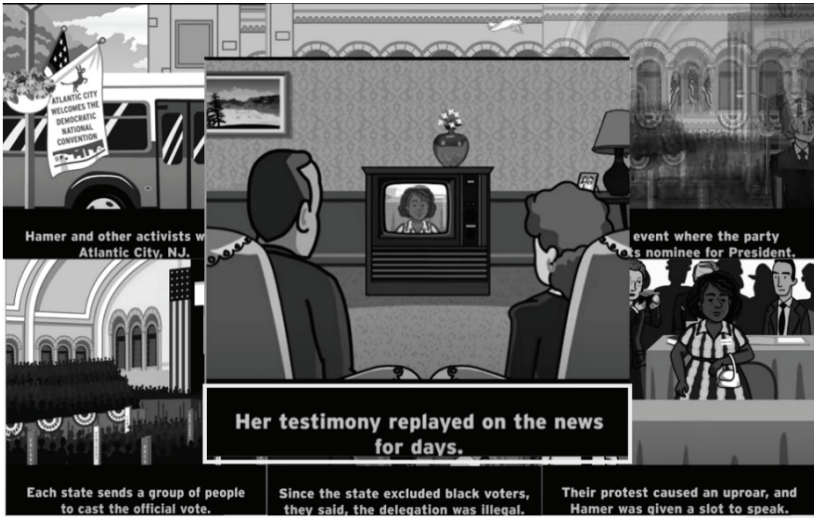 ATLANTIC CITY
WELCOMES THE
DEMOCRATIC
NATIONAL
CONVENTION
Hamer and other activists w
Atlantic City, NJ.
event where the party
ts nominee for President.
Her testimony replayed on the news
for days.
Each state sends a group of people
to cast the official vote.
Since the state excluded black voters,
they said, the delegation was illegal.
Their protest caused an uproar, and
Hamer was given a slot to speak.